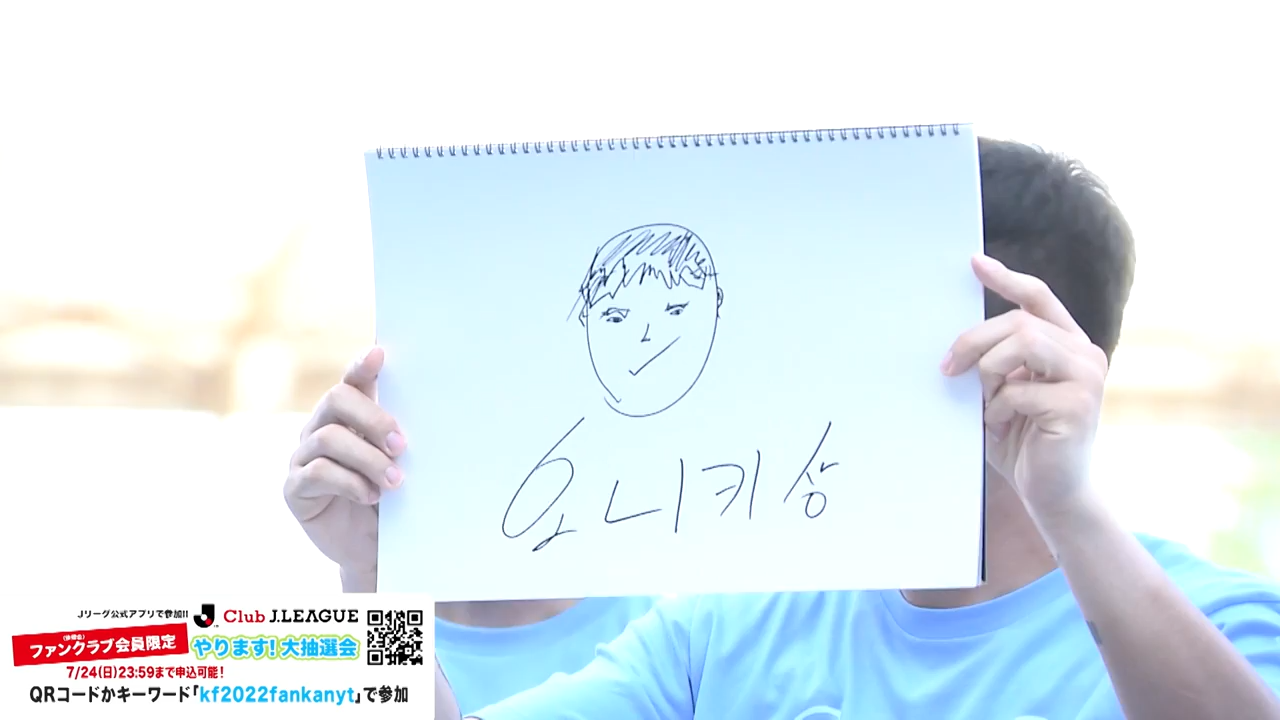 오니키상
Jリーグ公式アプリで参加!!
Club J.LEAGUE
(後援会)
ファンクラブ会員限定
やります!大抽選会
7/24(日)23:59まで申込可能!
QRコードかキーワード「kf2022fankanyt」で参加